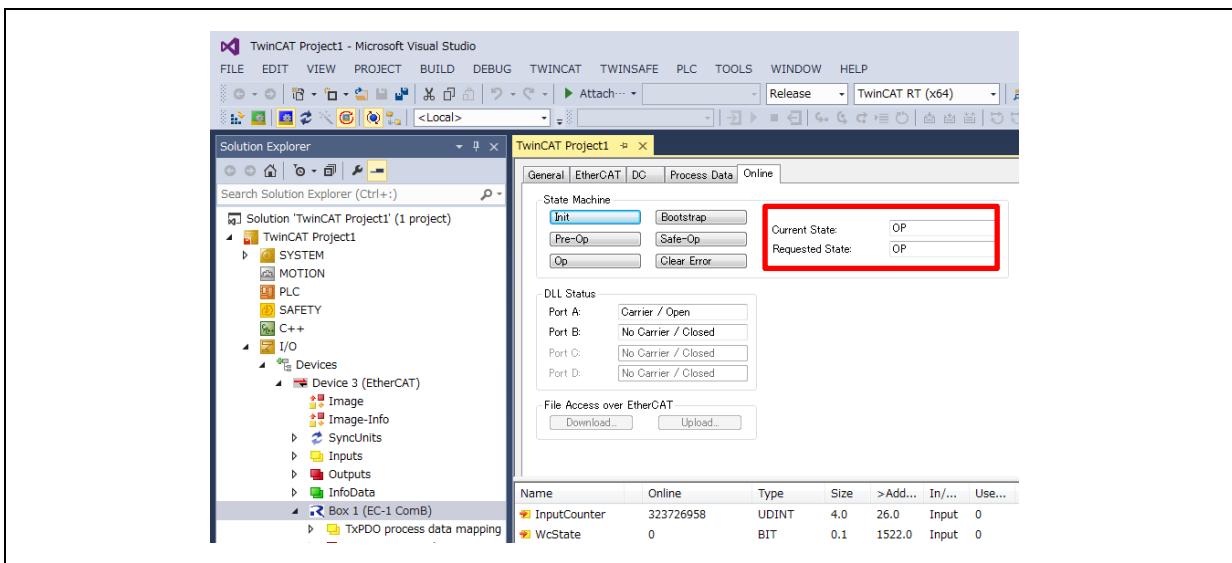 TwinCAT Project1 - Microsoft Visual Studio
FILE EDIT VIEW PROJECT BUILD DEBUG TWINCAT TWINSAFE PLC TOOLS WINDOW HELP
Attach... Release TwinCAT RT (x64)
<Local>
Solution Explorer
Search Solution Explorer (Ctrl+:)
Solution 'TwinCAT Project1' (1 project)
TwinCAT Project1
SYSTEM
MOTION
PLC
SAFETY
C++
I/O
Devices
Device 3 (EtherCAT)
Image
Image-Info
SyncUnits
Inputs
Outputs
InfoData
Box 1 (EC-1 ComB)
TxPDO process data mapping
TwinCAT Project1
General EtherCAT DC Process Data Online
State Machine
Init Bootstrap
Pre-Op Safe-Op
Op Clear Error
Current State: OP
Requested State: OP
DLL Status
Port A: Carrier / Open
Port B: No Carrier / Closed
Port C: No Carrier / Closed
Port D: No Carrier / Closed
File Access over EtherCAT
Download... Upload...
Name Online Type Size >Add... In/... Use...
InputCounter 323726958 UDINT 4.0 26.0 Input 0
WcState 0 BIT 0.1 1522.0 Input 0